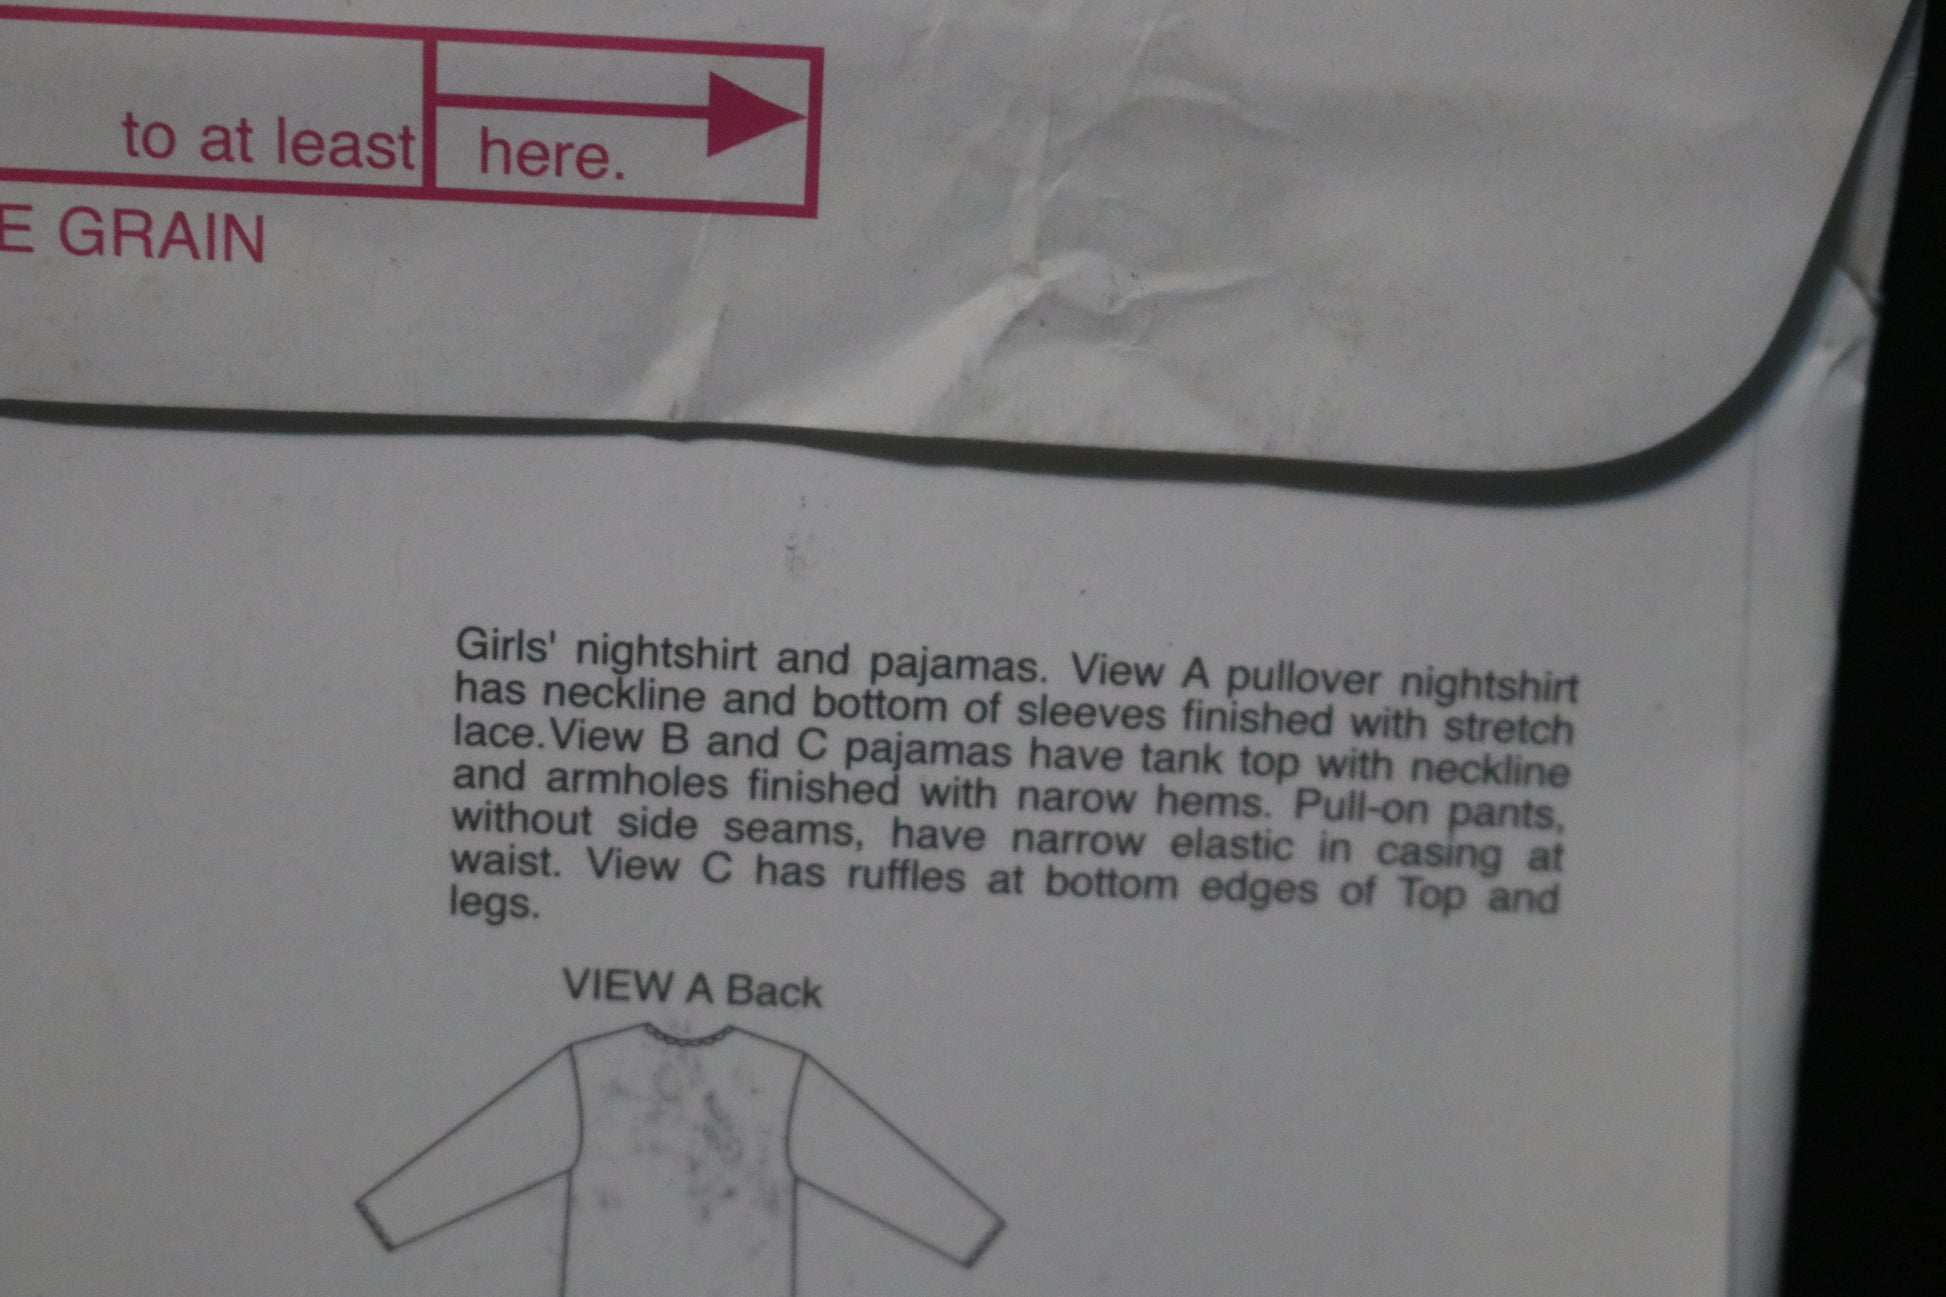 to at least here.
E GRAIN
Girls' nightshirt and pajamas. View A pullover nightshirt
has neckline and bottom of sleeves finished with stretch
lace.View B and C pajamas have tank top with neckline
and armholes finished with narow hems. Pull-on pants,
without side seams, have narrow elastic in casing at
waist. View C has ruffles at bottom edges of Top and
legs.
VIEW A Back